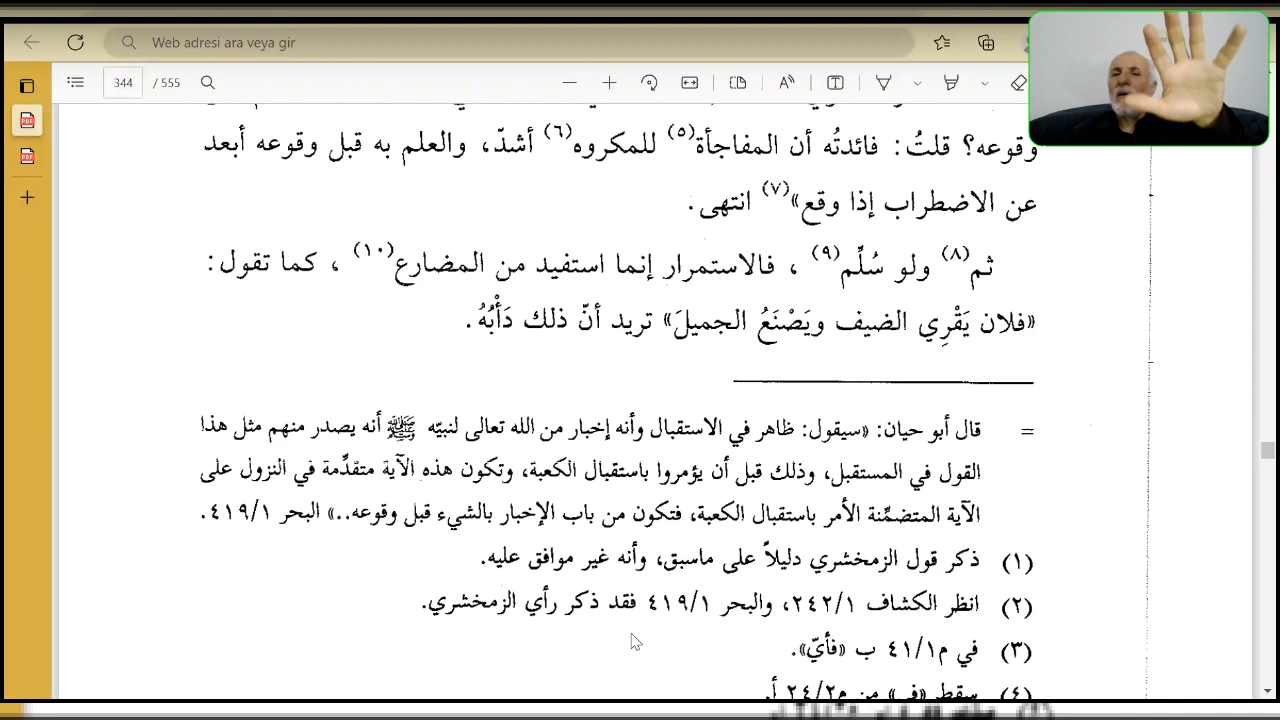 Web adresi ara veya gir
344 / 555
وقوعه؟ قلتُ: فائدتُه أن المفاجأة(٥) للمكروه(٦) أشدّ، والعلم به قبل وقوعه أبعد
عن الاضطراب إذا وقع»(٧) انتهى.
ثم(٨) ولو سُلِّم(٩) ، فالاستمرار إنما استفيد من المضارع(١٠) ، كما تقول:
«فلان يَقْرِي الضيف ويَصْنَعُ الجميلَ» تريد أنّ ذلك دَأْبُهُ.
= قال أبو حيان: «سيقول: ظاهر في الاستقبال وأنه إخبار من الله تعالى لنبيّه ﷺ أنه يصدر منهم مثل هذا
القول في المستقبل، وذلك قبل أن يؤمروا باستقبال الكعبة، وتكون هذه الآية متقدِّمة في النزول على
الآية المتضمِّنة الأمر باستقبال الكعبة، فتكون من باب الإخبار بالشيء قبل وقوعه..» البحر ٤١٩/١.
(١) ذكر قول الزمخشري دليلاً على ماسبق، وأنه غير موافق عليه.
(٢) انظر الكشاف ٢٤٢/١، والبحر ٤١٩/١ فقد ذكر رأي الزمخشري.
(٣) في م٤١/١ ب «فأيّ».
(٤) سقط «في» من م٢٤/٢ أ.